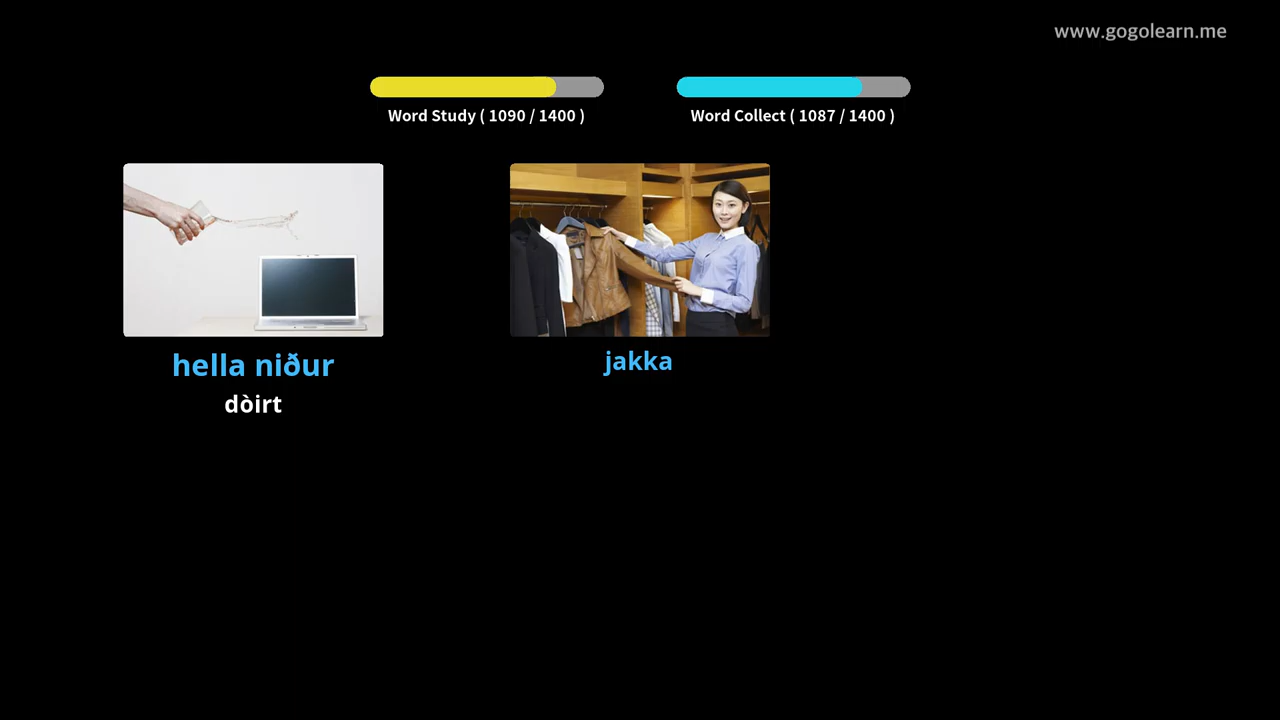 www.gogolearn.me
Word Study ( 1090 / 1400 )
Word Collect ( 1087 / 1400 )
hella niður
dòirt
jakka